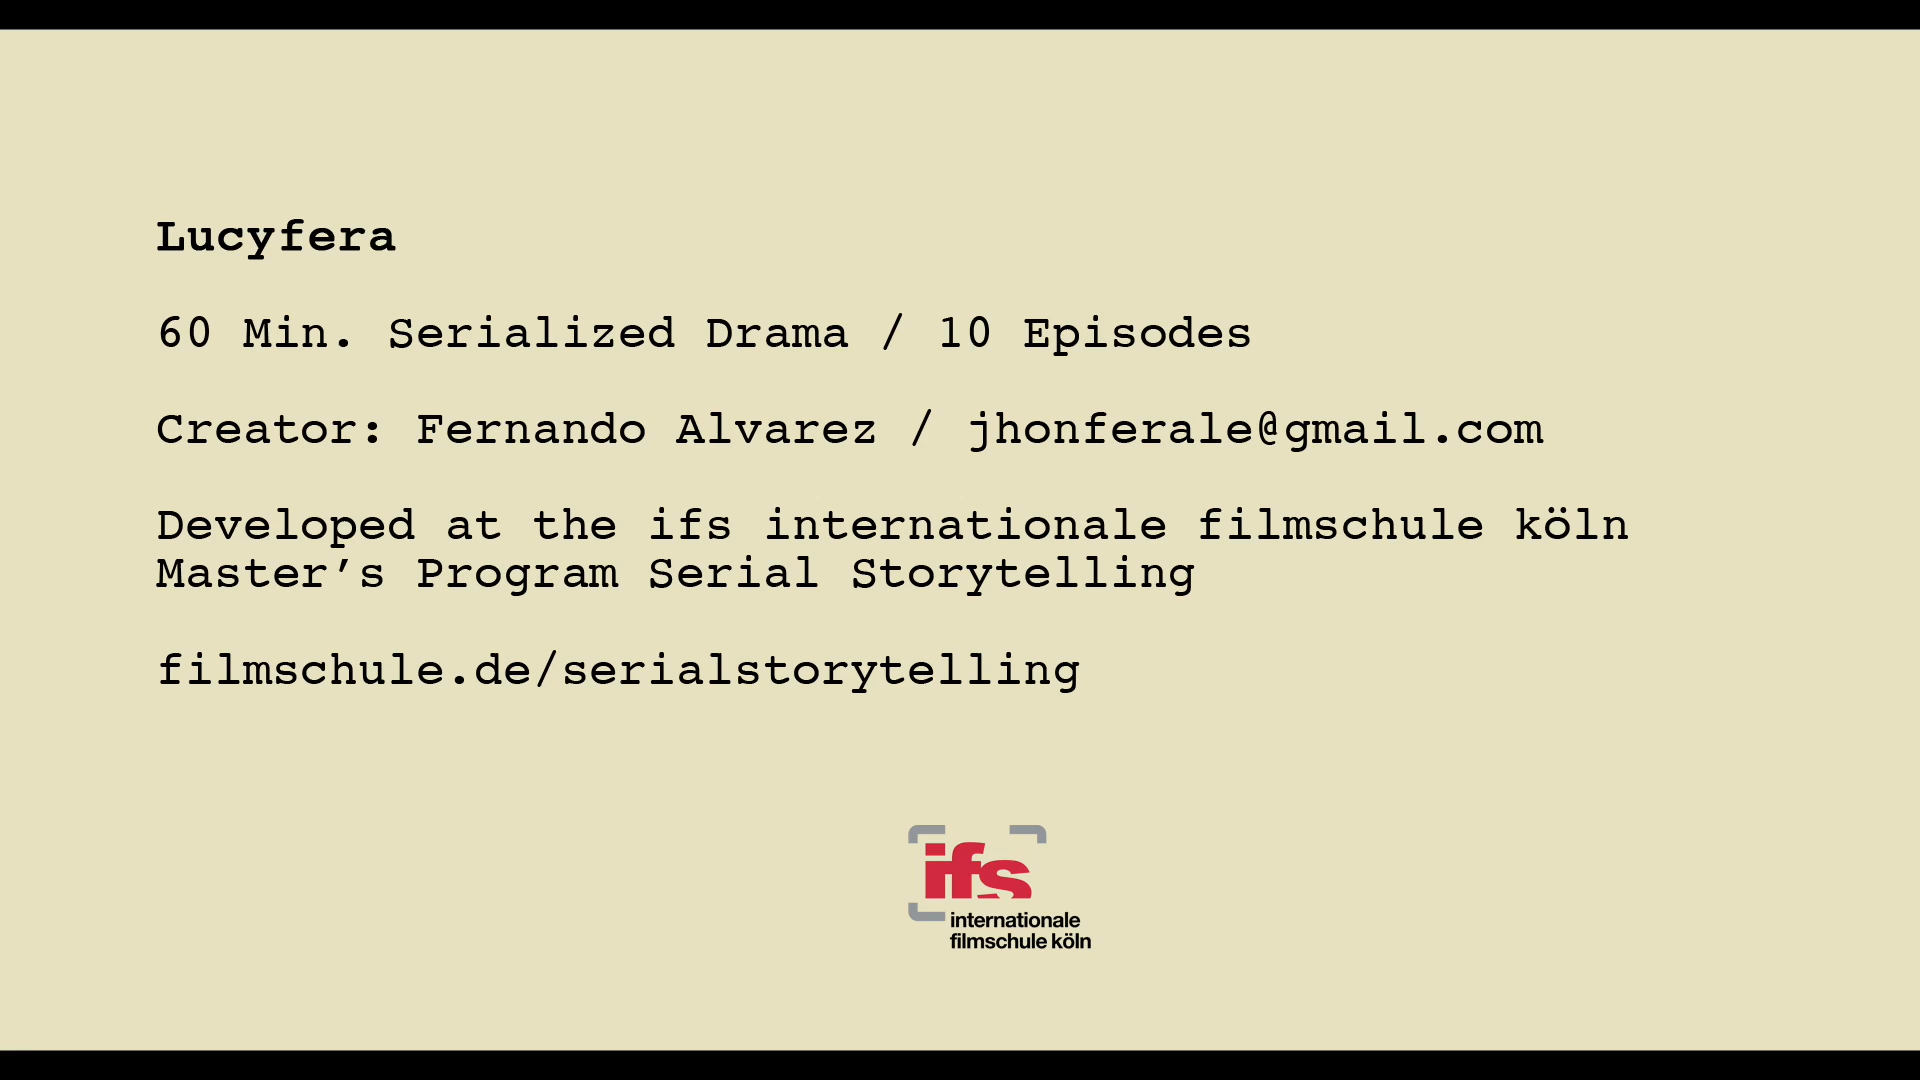 Lucyfera
60 Min. Serialized Drama / 10 Episodes
Creator: Fernando Alvarez / jhonferale@gmail.com
Developed at the ifs internationale filmschule köln
Master’s Program Serial Storytelling
filmschule.de/serialstorytelling
ifs
internationale
filmschule köln